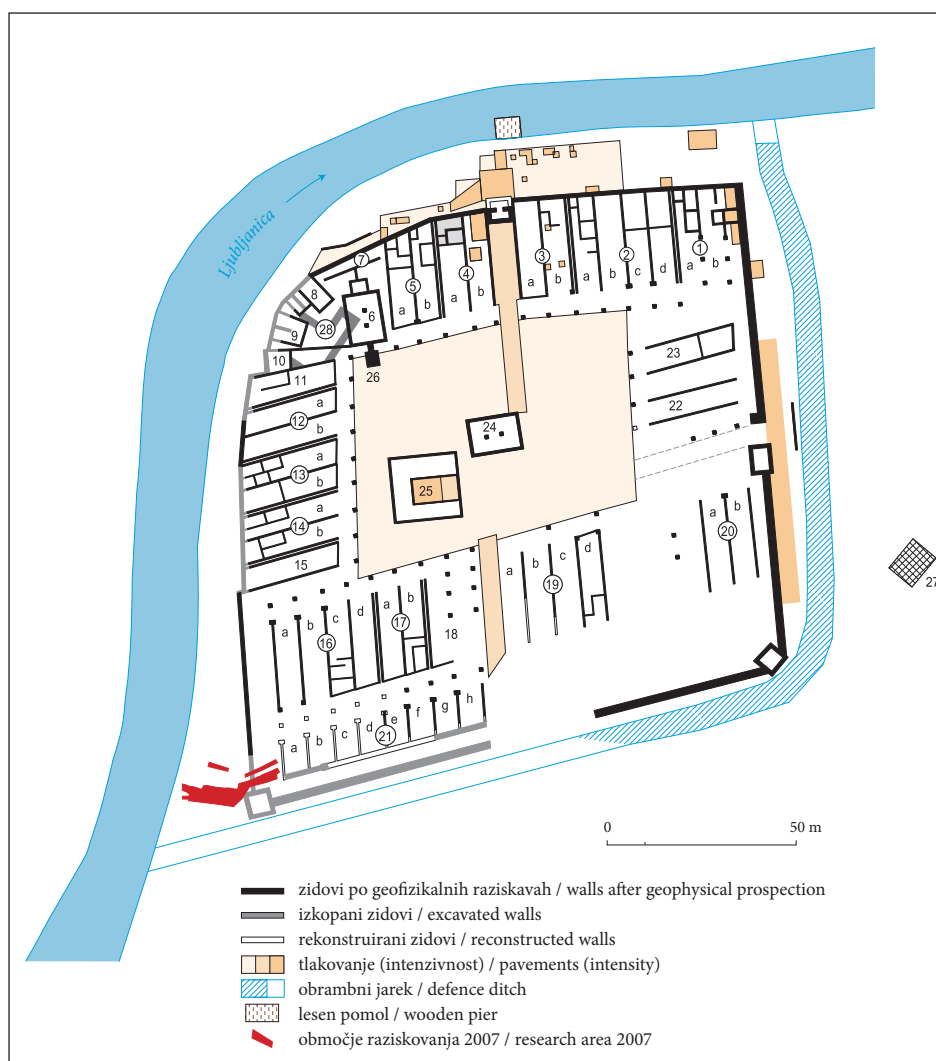 Ljubljanica
7
8
9
28
10
6
5
a
b
4
a
b
3
a
b
2
a
b
c
d
1
a
b
26
11
12
a
b
13
a
b
14
a
b
15
23
22
24
25
20
a
b
27
19
a
b
c
d
16
a
b
c
d
17
a
b
18
21
a
b
c
d
e
f
g
h
0 50 m
zidovi po geofizikalnih raziskavah / walls after geophysical prospection
izkopani zidovi / excavated walls
rekonstruirani zidovi / reconstructed walls
tlakovanje (intenzivnost) / pavements (intensity)
obrambni jarek / defence ditch
lesen pomol / wooden pier
območje raziskovanja 2007 / research area 2007